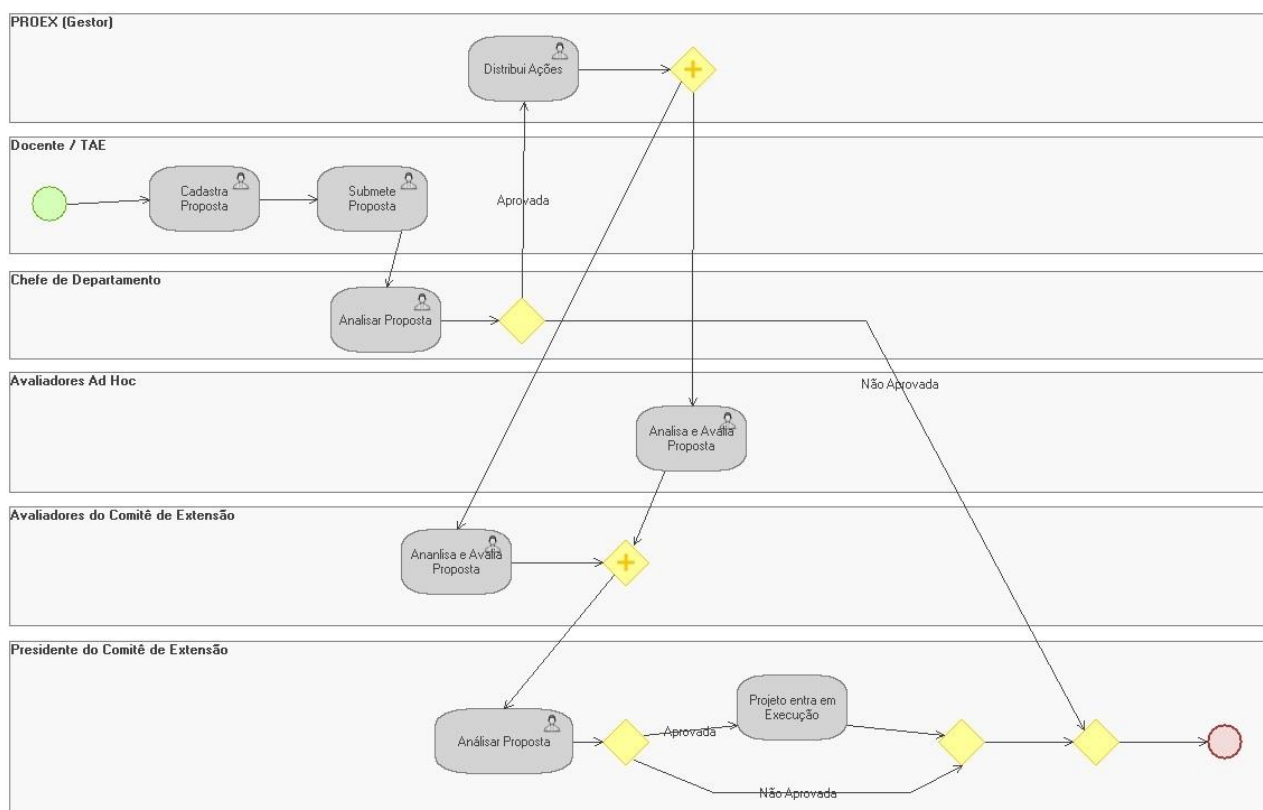 PROEX (Gestor)
Distribui Ações
Docente / TAE
Cadastra
Proposta
Submete
Proposta
Aprovada
Chefe de Departamento
Analisar Proposta
Avaliadores Ad Hoc
Não Aprovada
Analisa e Avalia
Proposta
Avaliadores do Comitê de Extensão
Ananlisa e Avalia
Proposta
Presidente do Comitê de Extensão
Análisar Proposta
Aprovada
Projeto entra em
Execução
Não Aprovada